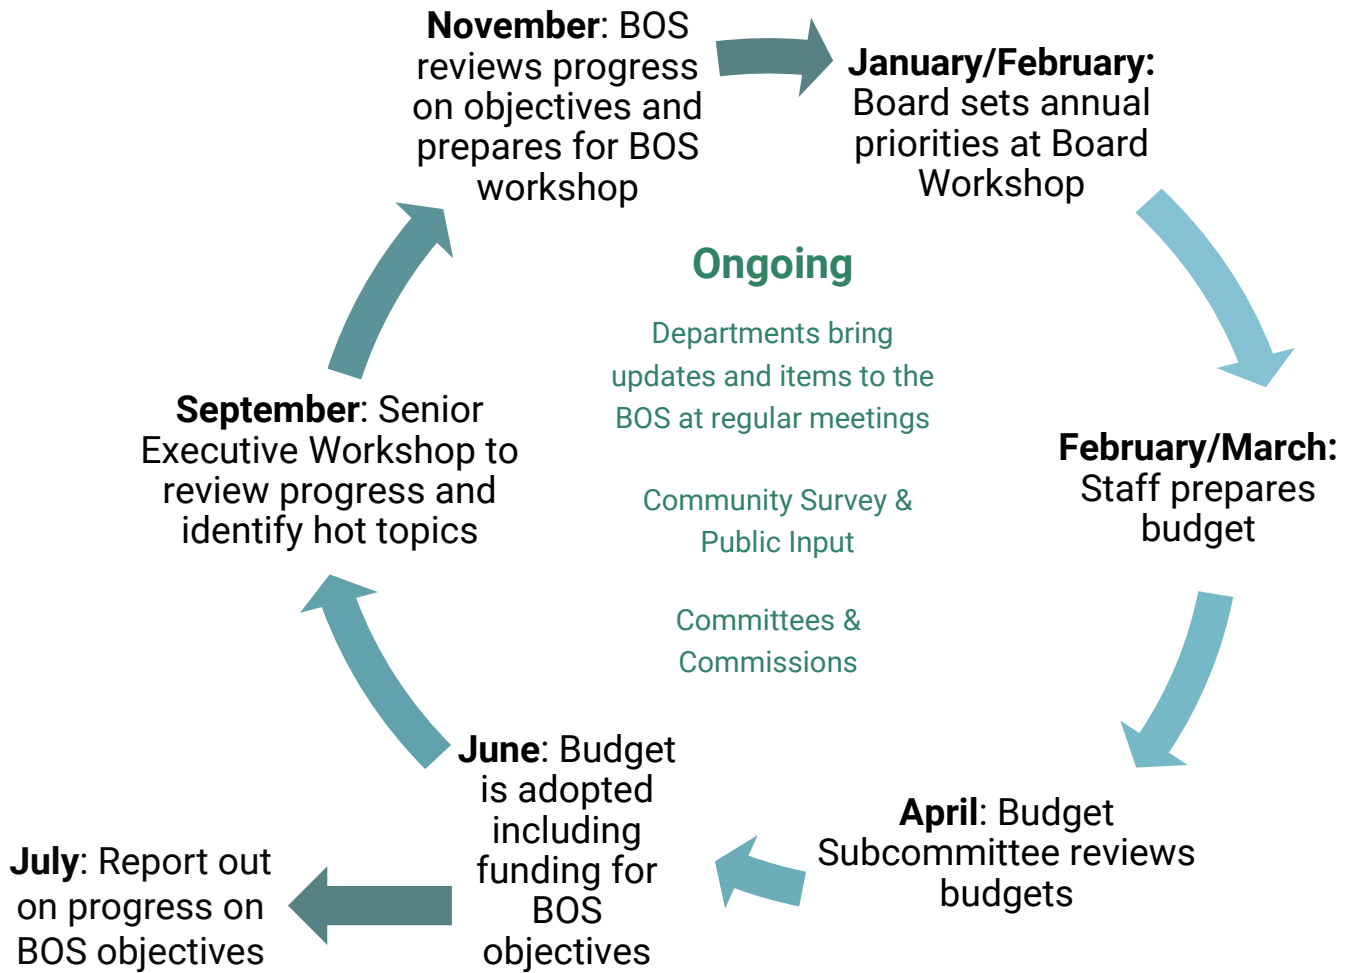 November: BOS
reviews progress
on objectives and
prepares for BOS
workshop
January/February:
Board sets annual
priorities at Board
Workshop
February/March:
Staff prepares
budget
April: Budget
Subcommittee reviews
budgets
June: Budget
is adopted
including
funding for
BOS
objectives
July: Report out
on progress on
BOS objectives
September: Senior
Executive Workshop to
review progress and
identify hot topics
Ongoing
Departments bring
updates and items to the
BOS at regular meetings
Community Survey &
Public Input
Committees &
Commissions